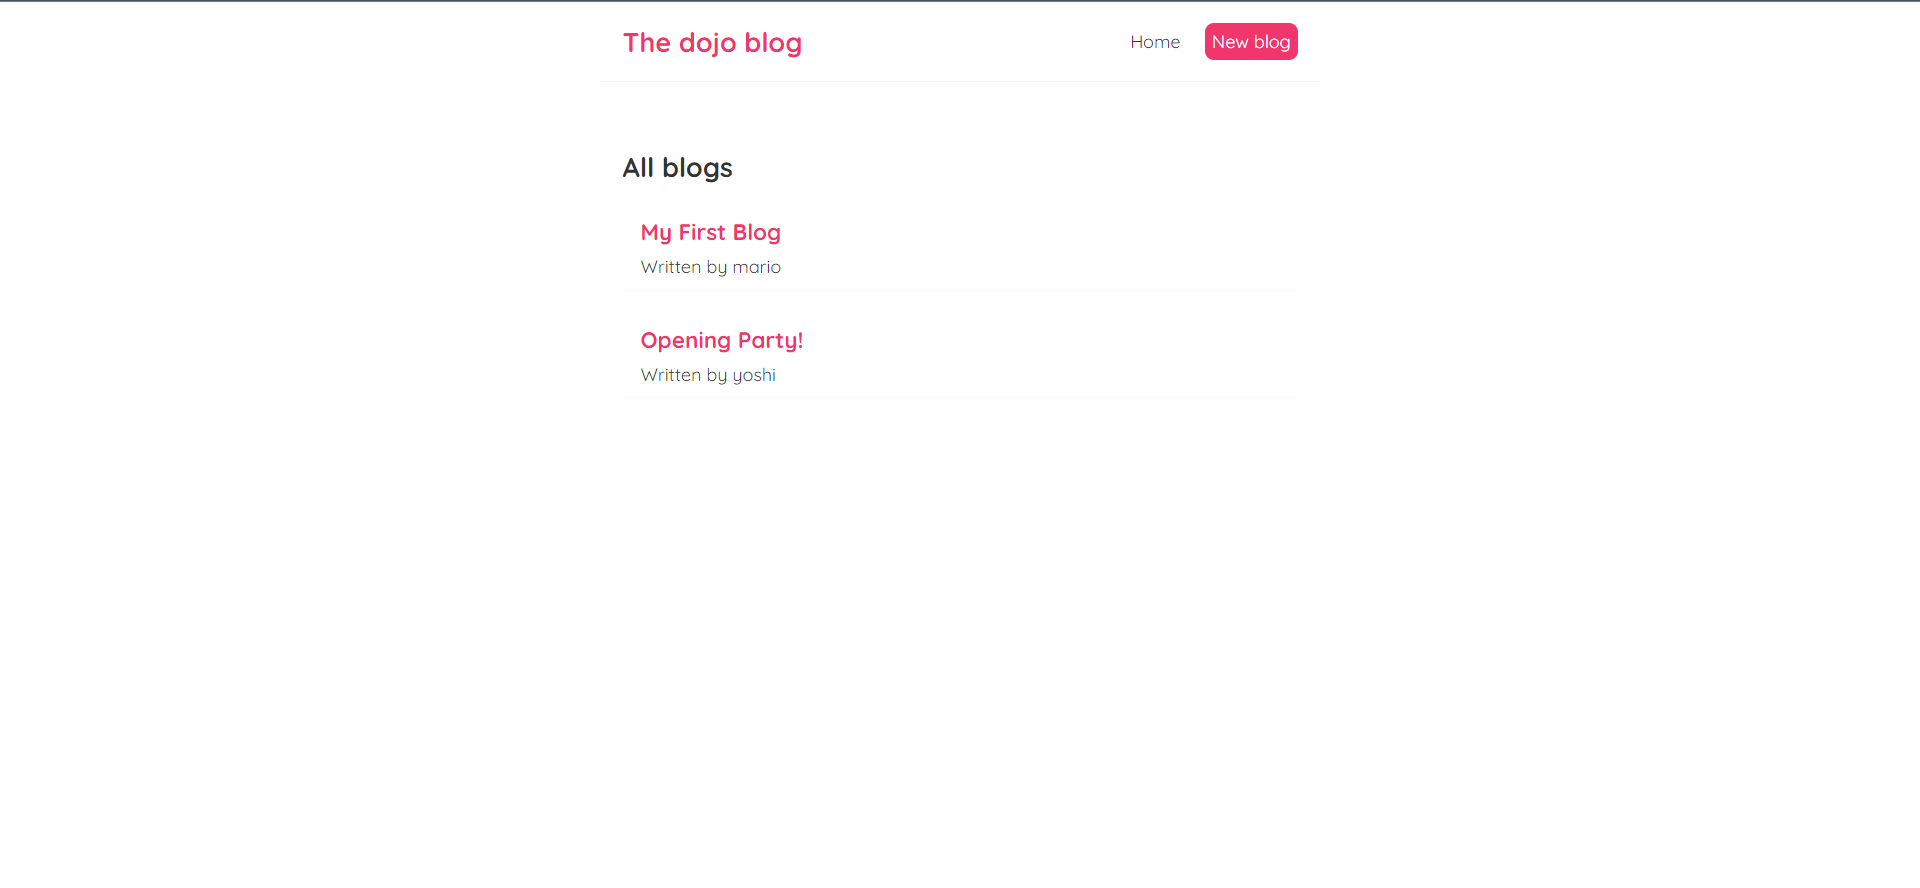 The dojo blog
Home
New blog
All blogs
My First Blog
Written by mario
Opening Party!
Written by yoshi